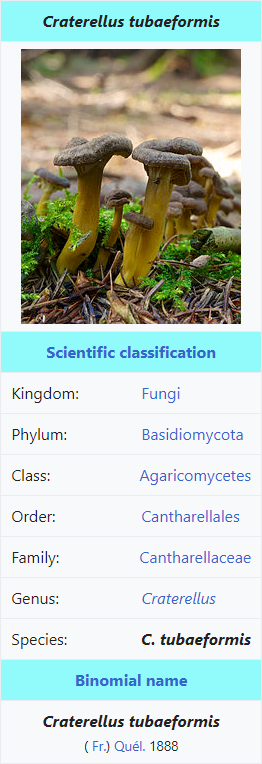 Craterellus tubaeformis
Scientific classification
Kingdom: Fungi
Phylum: Basidiomycota
Class: Agaricomycetes
Order: Cantharellales
Family: Cantharellaceae
Genus: Craterellus
Species: C. tubaeformis
Binomial name
Craterellus tubaeformis
( Fr.) Quél. 1888